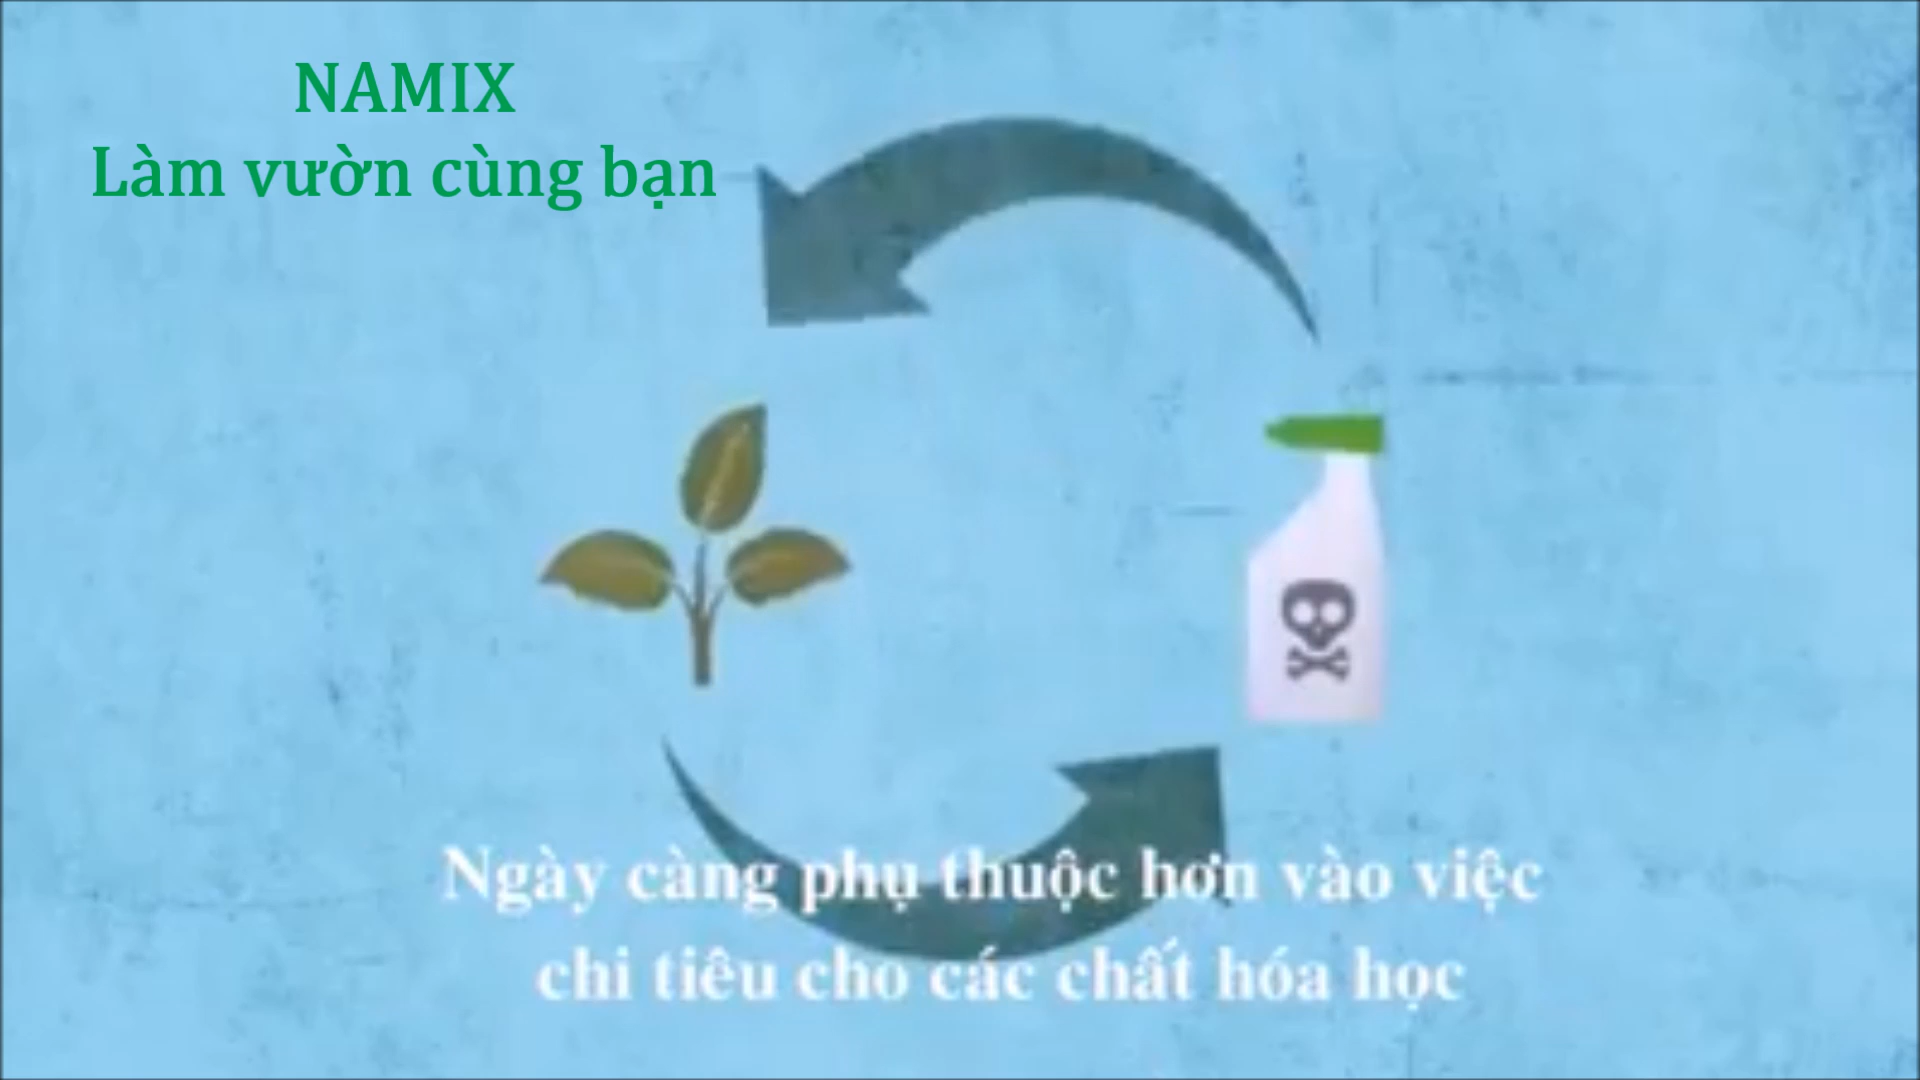 NAMIX
Làm vườn cùng bạn
Ngày càng phụ thuộc hơn vào việc
chi tiêu cho các chất hóa học